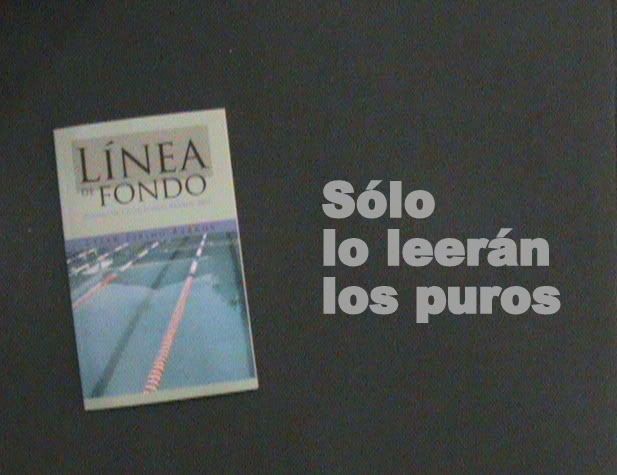 LÍNEA
DE FONDO
Sólo
lo leerán
los puros